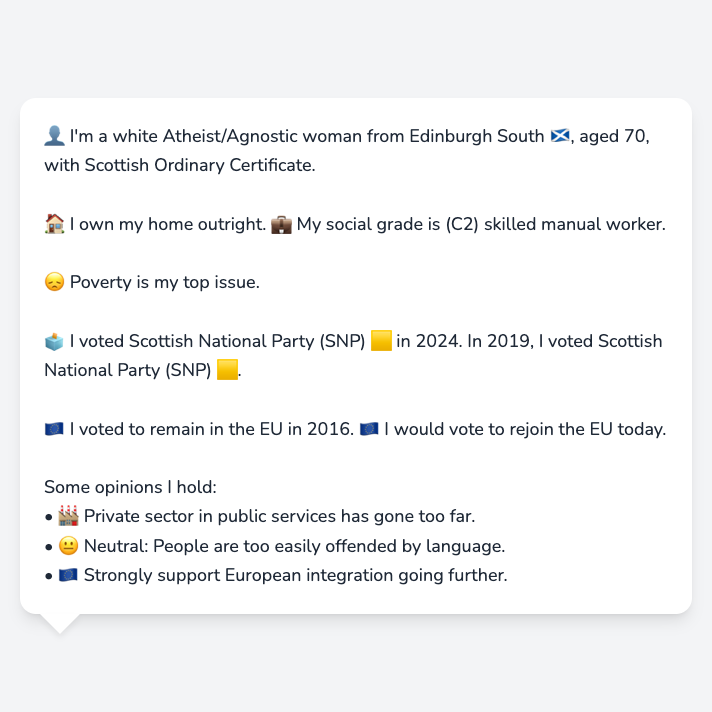 👤 I'm a white Atheist/Agnostic woman from Edinburgh South 🏴󠁧󠁢󠁳󠁣󠁴󠁿, aged 70,
with Scottish Ordinary Certificate.
🏠 I own my home outright. 💼 My social grade is (C2) skilled manual worker.
😞 Poverty is my top issue.
🗳️ I voted Scottish National Party (SNP) 🟨 in 2024. In 2019, I voted Scottish
National Party (SNP) 🟨.
🇪🇺 I voted to remain in the EU in 2016. 🇪🇺 I would vote to rejoin the EU today.
Some opinions I hold:
• 🏭 Private sector in public services has gone too far.
• 😐 Neutral: People are too easily offended by language.
• 🇪🇺 Strongly support European integration going further.